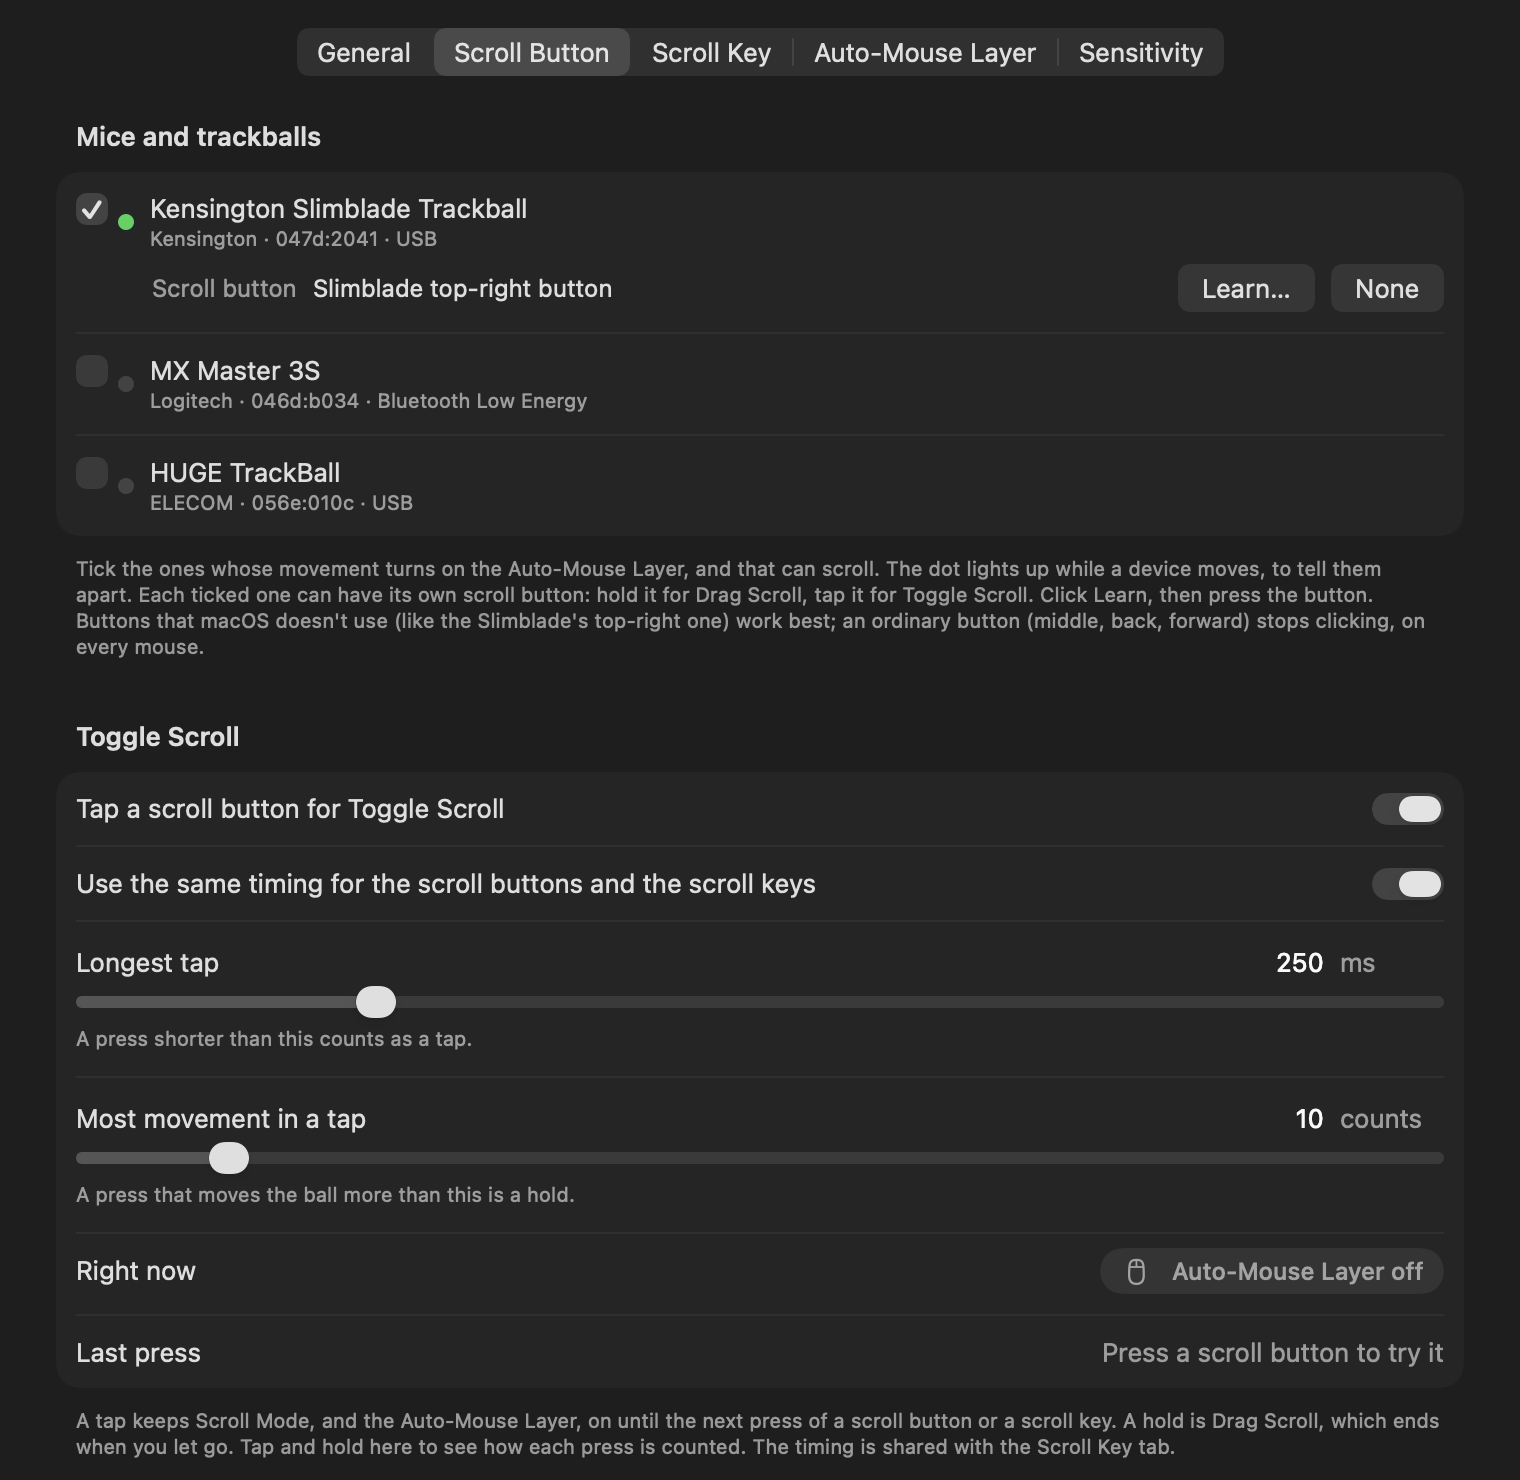 General
Scroll Button
Scroll Key
Auto-Mouse Layer
Sensitivity
Mice and trackballs
Kensington Slimblade Trackball
Kensington · 047d:2041 · USB
Scroll button Slimblade top-right button
Learn...
None
MX Master 3S
Logitech · 046d:b034 · Bluetooth Low Energy
HUGE TrackBall
ELECOM · 056e:010c · USB
Tick the ones whose movement turns on the Auto-Mouse Layer, and that can scroll. The dot lights up while a device moves, to tell them
apart. Each ticked one can have its own scroll button: hold it for Drag Scroll, tap it for Toggle Scroll. Click Learn, then press the button.
Buttons that macOS doesn't use (like the Slimblade's top-right one) work best; an ordinary button (middle, back, forward) stops clicking, on
every mouse.
Toggle Scroll
Tap a scroll button for Toggle Scroll
Use the same timing for the scroll buttons and the scroll keys
Longest tap 250 ms
A press shorter than this counts as a tap.
Most movement in a tap 10 counts
A press that moves the ball more than this is a hold.
Right now Auto-Mouse Layer off
Last press Press a scroll button to try it
A tap keeps Scroll Mode, and the Auto-Mouse Layer, on until the next press of a scroll button or a scroll key. A hold is Drag Scroll, which ends
when you let go. Tap and hold here to see how each press is counted. The timing is shared with the Scroll Key tab.